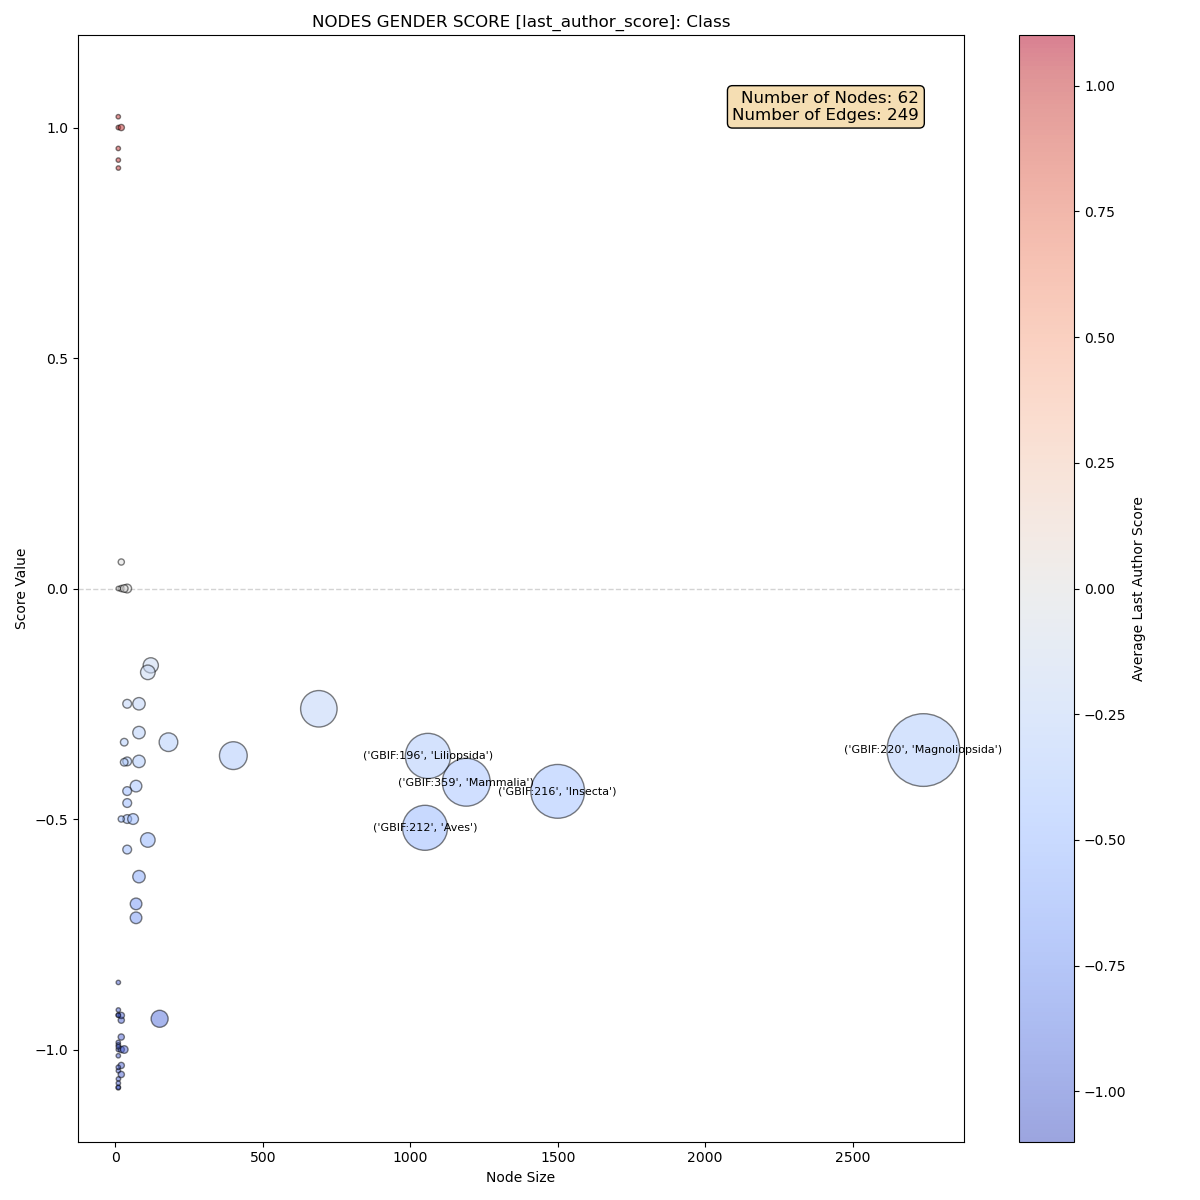 NODES GENDER SCORE [last_author_score]: Class
Number of Nodes: 62
Number of Edges: 249
1.0
0.5
0.0
−0.5
−1.0
Score Value
('GBIF:196', 'Liliopsida')
('GBIF:220', 'Magnoliopsida')
('GBIF:359', 'Mammalia')
('GBIF:216', 'Insecta')
('GBIF:212', 'Aves')
0
500
1000
1500
2000
2500
Node Size
1.00
0.75
0.50
0.25
0.00
−0.25
−0.50
−0.75
−1.00
Average Last Author Score